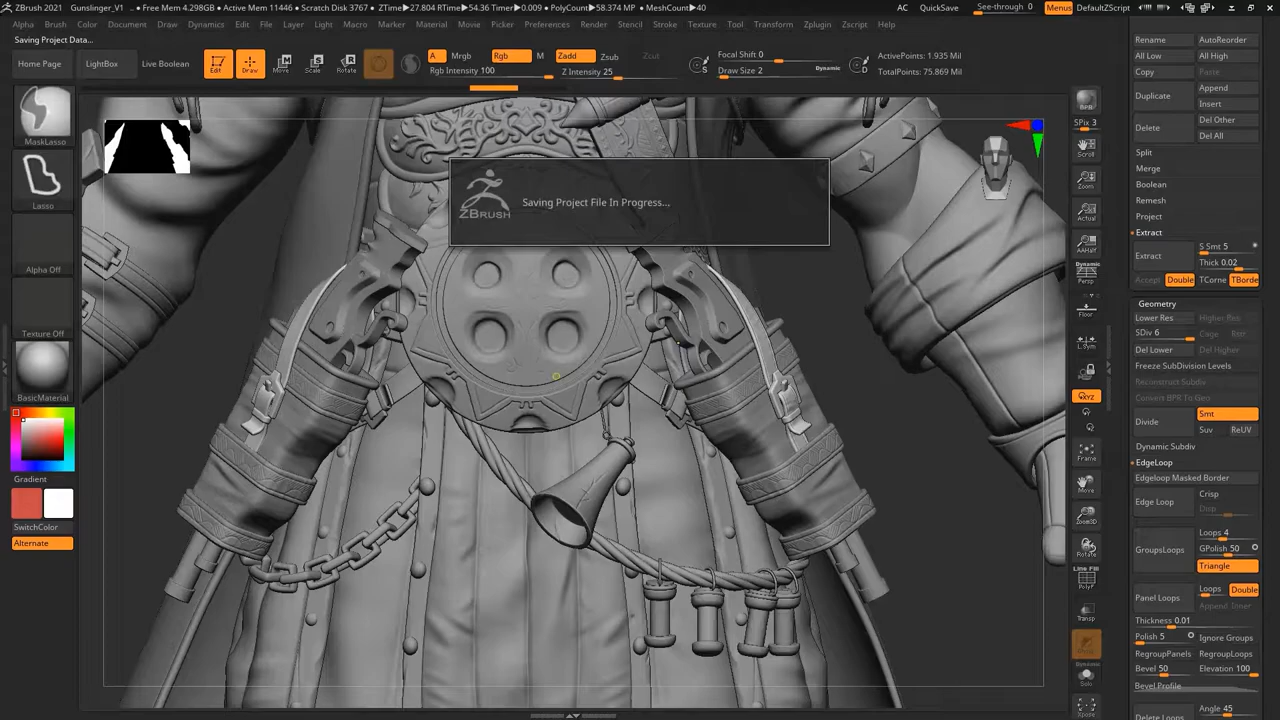 ZBrush 2021 Gunslinger_V1 • Free Mem 4.298GB • Active Mem 11446 • Scratch Disk 3767 • ZTime▸27.804 RTime▸54.36 Timer▸0.009 • PolyCount▸58.374 MP • MeshCount▸40 AC QuickSave See-through 0 Menus DefaultZScript
Alpha Brush Color Document Draw Dynamics Edit File Layer Light Macro Marker Material Movie Picker Preferences Render Stencil Stroke Texture Tool Transform Zplugin Zscript Help
Saving Project Data...
Home Page LightBox Live Boolean Edit Draw Move Scale Rotate A Mrgb Rgb M Zadd Zsub Zcut
Rgb Intensity 100 Z Intensity 25
Focal Shift 0 ActivePoints: 1.935 Mil
Draw Size 2 Dynamic TotalPoints: 75.869 Mil
S D
MaskLasso
Lasso
Alpha Off
Texture Off
BasicMaterial
Gradient
SwitchColor
Alternate
ZBRUSH
Saving Project File In Progress...
BPR
SPix 3
Scroll
Zoom
Actual
AAHalf
Dynamic
Persp
Floor
L.Sym
XYZ
Frame
Move
Zoom3D
Rotate
Line Fill
PolyF
Transp
Dynamic
Solo
Xpose
Rename AutoReorder
All Low All High
Copy Paste
Duplicate Append
Insert
Delete Del Other
Del All
Split
Merge
Boolean
Remesh
Project
Extract
Extract S Smt 5
Thick 0.02
Accept Double TCorne TBorde
Geometry
Lower Res Higher Res
SDiv 6 Cage Rstr
Del Lower Del Higher
Freeze SubDivision Levels
Reconstruct Subdiv
Convert BPR To Geo
Divide Smt
Suv ReUV
Dynamic Subdiv
EdgeLoop
Edgeloop Masked Border
Edge Loop Crisp
Disp
GroupsLoops Loops 4
GPolish 50
Triangle
Panel Loops Loops Double
Append Inner
Thickness 0.01
Polish 5 Ignore Groups
RegroupPanels RegroupLoops
Bevel 50 Elevation 100
Bevel Profile
Delete Loops Angle 45